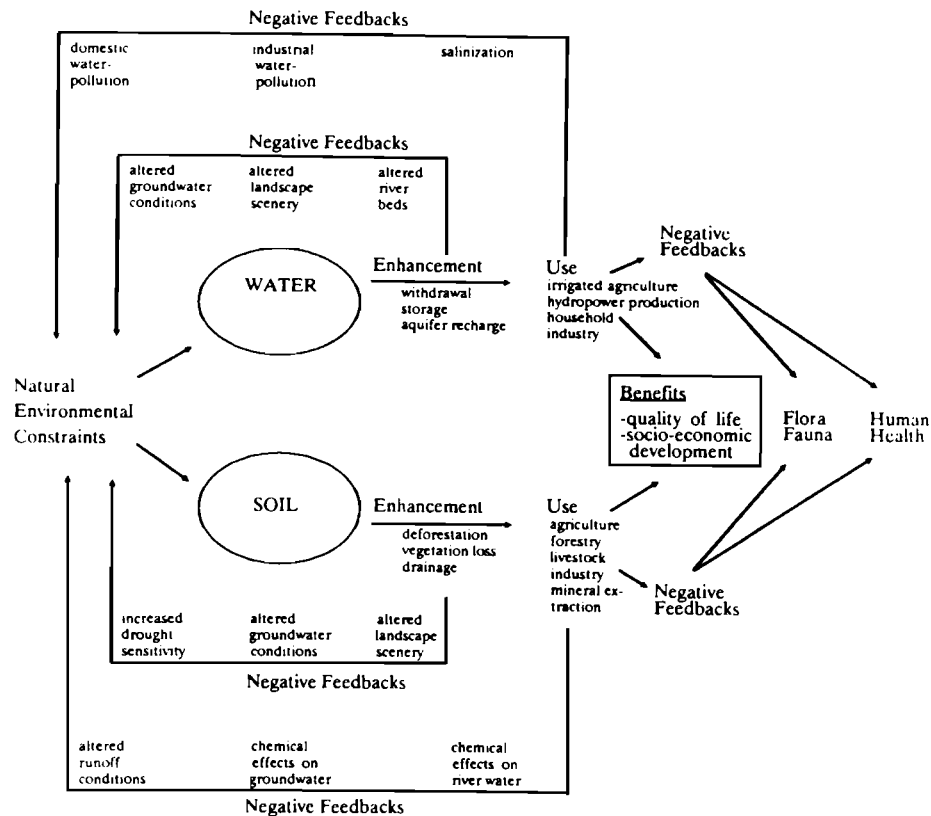 Negative Feedbacks
domestic
water-
pollution
industrial
water-
pollution
salinization
Negative Feedbacks
altered
groundwater
conditions
altered
landscape
scenery
altered
river
beds
WATER
Enhancement
withdrawal
storage
aquifer recharge
Use
irrigated agriculture
hydropower production
household
industry
Negative
Feedbacks
Natural
Environmental
Constraints
Benefits
-quality of life
-socio-economic
development
Flora
Fauna
Human
Health
SOIL
Enhancement
deforestation
vegetation loss
drainage
Use
agriculture
forestry
livestock
industry
mineral ex-
traction
Negative
Feedbacks
increased
drought
sensitivity
altered
groundwater
conditions
altered
landscape
scenery
Negative Feedbacks
altered
runoff
conditions
chemical
effects on
groundwater
chemical
effects on
river water
Negative Feedbacks